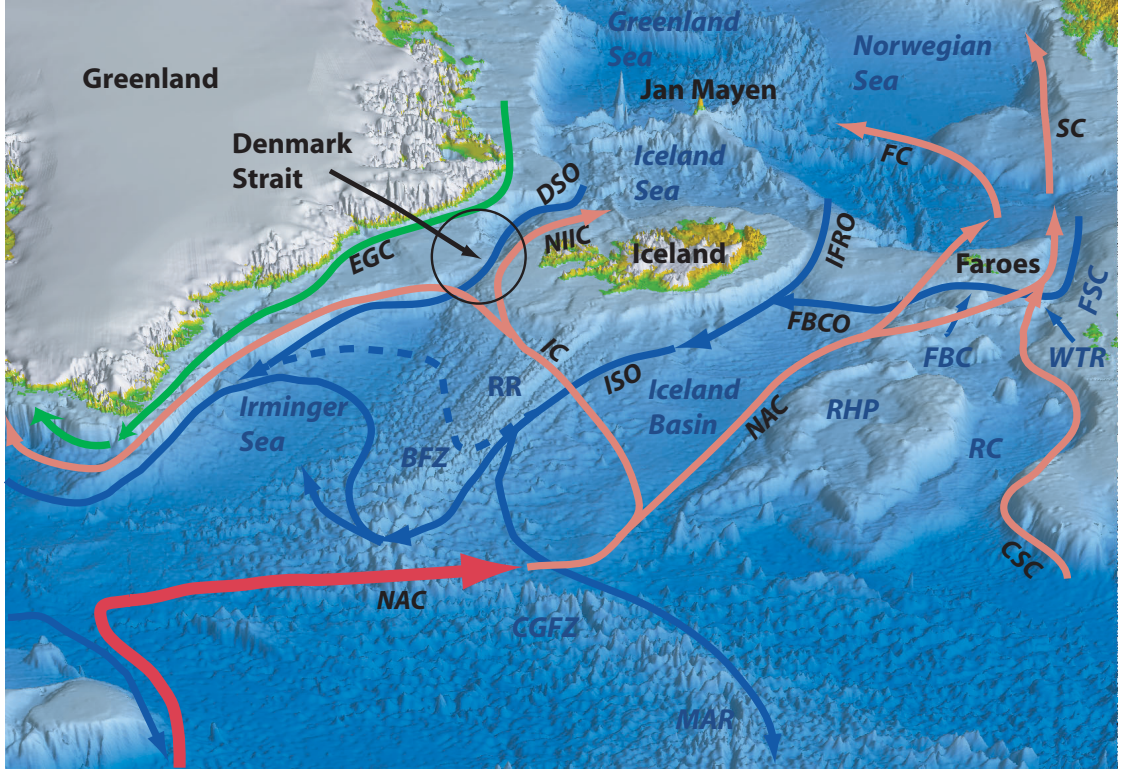 Greenland
Sea
Norwegian
Sea
Greenland
Jan Mayen
SC
Denmark
Strait
FC
Iceland
Sea
DSO
NIIC
IFRO
EGC
Iceland
Faroes
FSC
FBCO
IC
FBC
WTR
ISO
RR
Iceland
Basin
NAC
RHP
Irminger
Sea
BFZ
RC
CSC
NAC
CGFZ
MAR